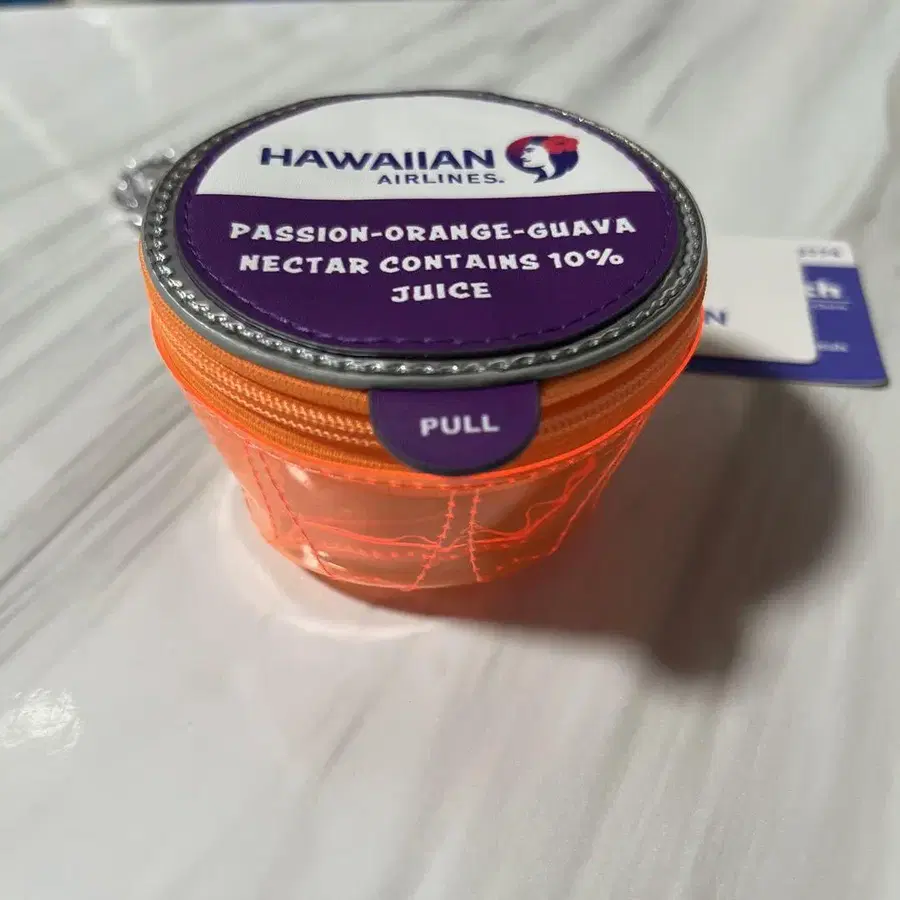 HAWAIIAN
AIRLINES.
PASSION-ORANGE-GUAVA
NECTAR CONTAINS 10%
JUICE
PULL